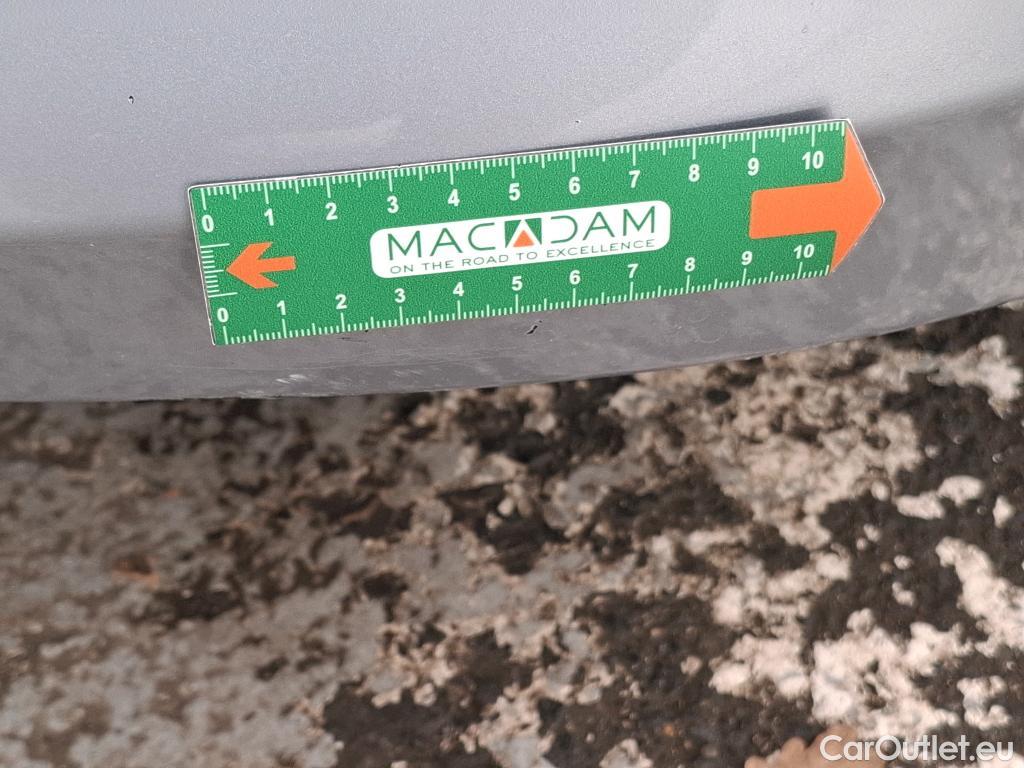 0 1 2 3 4 5 6 7 8 9 10
MACADAM
ON THE ROAD TO EXCELLENCE
0 1 2 3 4 5 6 7 8 9 10
CarOutlet.eu